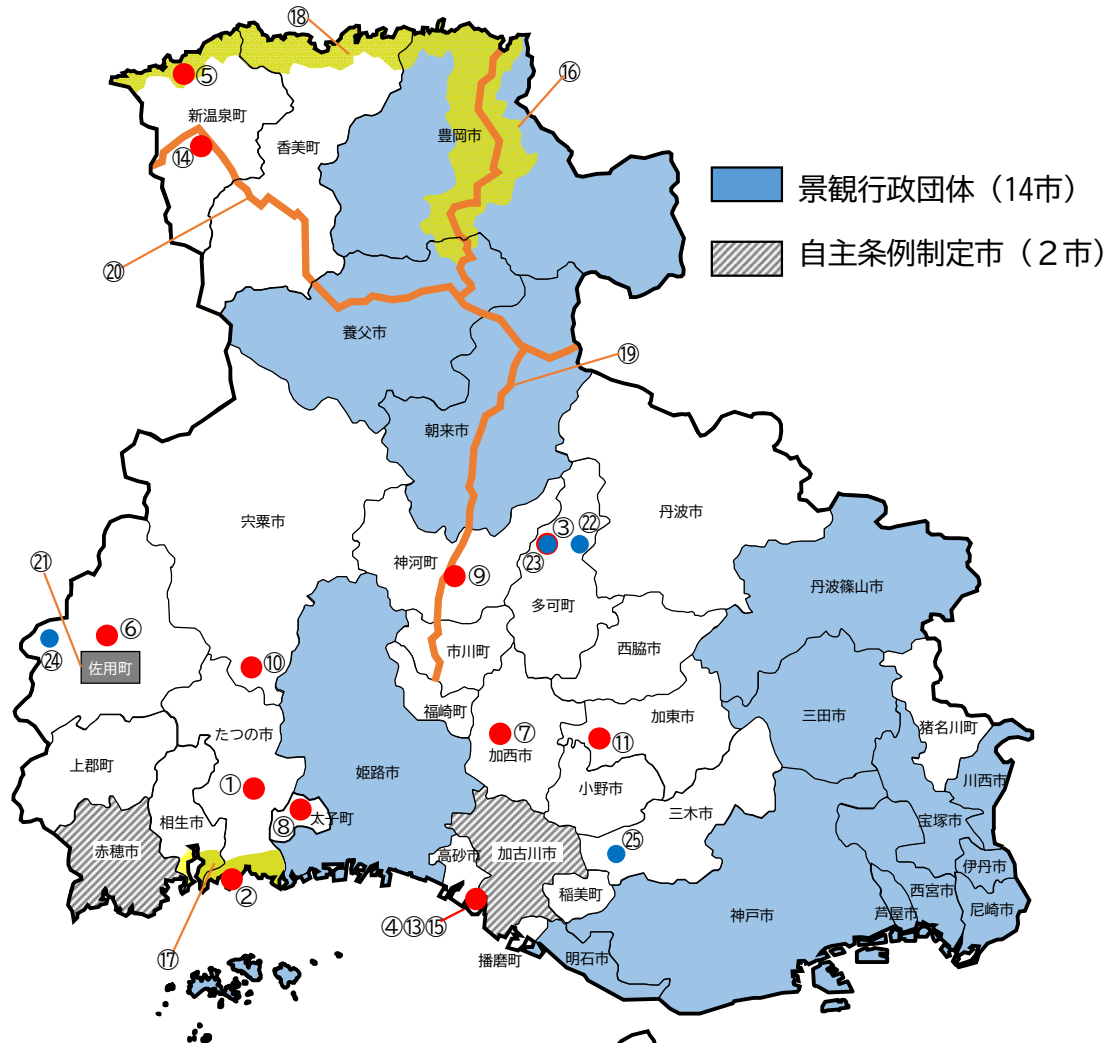 ⑱
⑤
⑯
新温泉町
豊岡市
香美町
⑭
景観行政団体（14市）
自主条例制定市（２市）
⑳
養父市
⑲
朝来市
宍粟市
丹波市
③
㉒
神河町
㉓
㉑
⑨
丹波篠山市
多可町
⑥
㉔
佐用町
⑩
市川町
西脇市
福崎町
加東市
三田市
猪名川町
たつの市
⑦
加西市
⑪
上郡町
姫路市
川西市
①
小野市
三木市
⑧
太子町
相生市
宝塚市
赤穂市
高砂市
加古川市
㉕
伊丹市
②
西宮市
稲美町
芦屋市
尼崎市
神戸市
④⑬⑮
⑰
播磨町
明石市